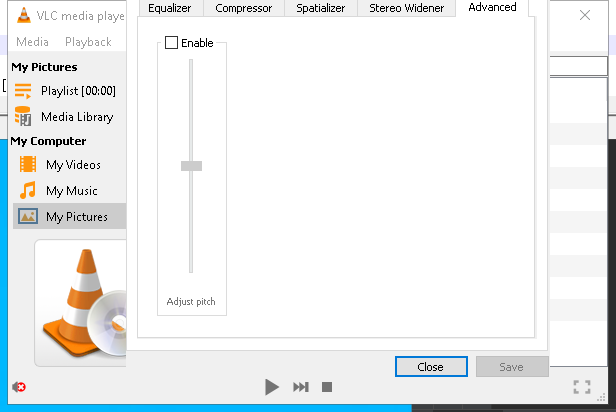 VLC media playe
Media Playback
Equalizer Compressor Spatializer Stereo Widener Advanced
My Pictures
Playlist [00:00]
Media Library
My Computer
My Videos
My Music
My Pictures
Enable
Adjust pitch
Close Save